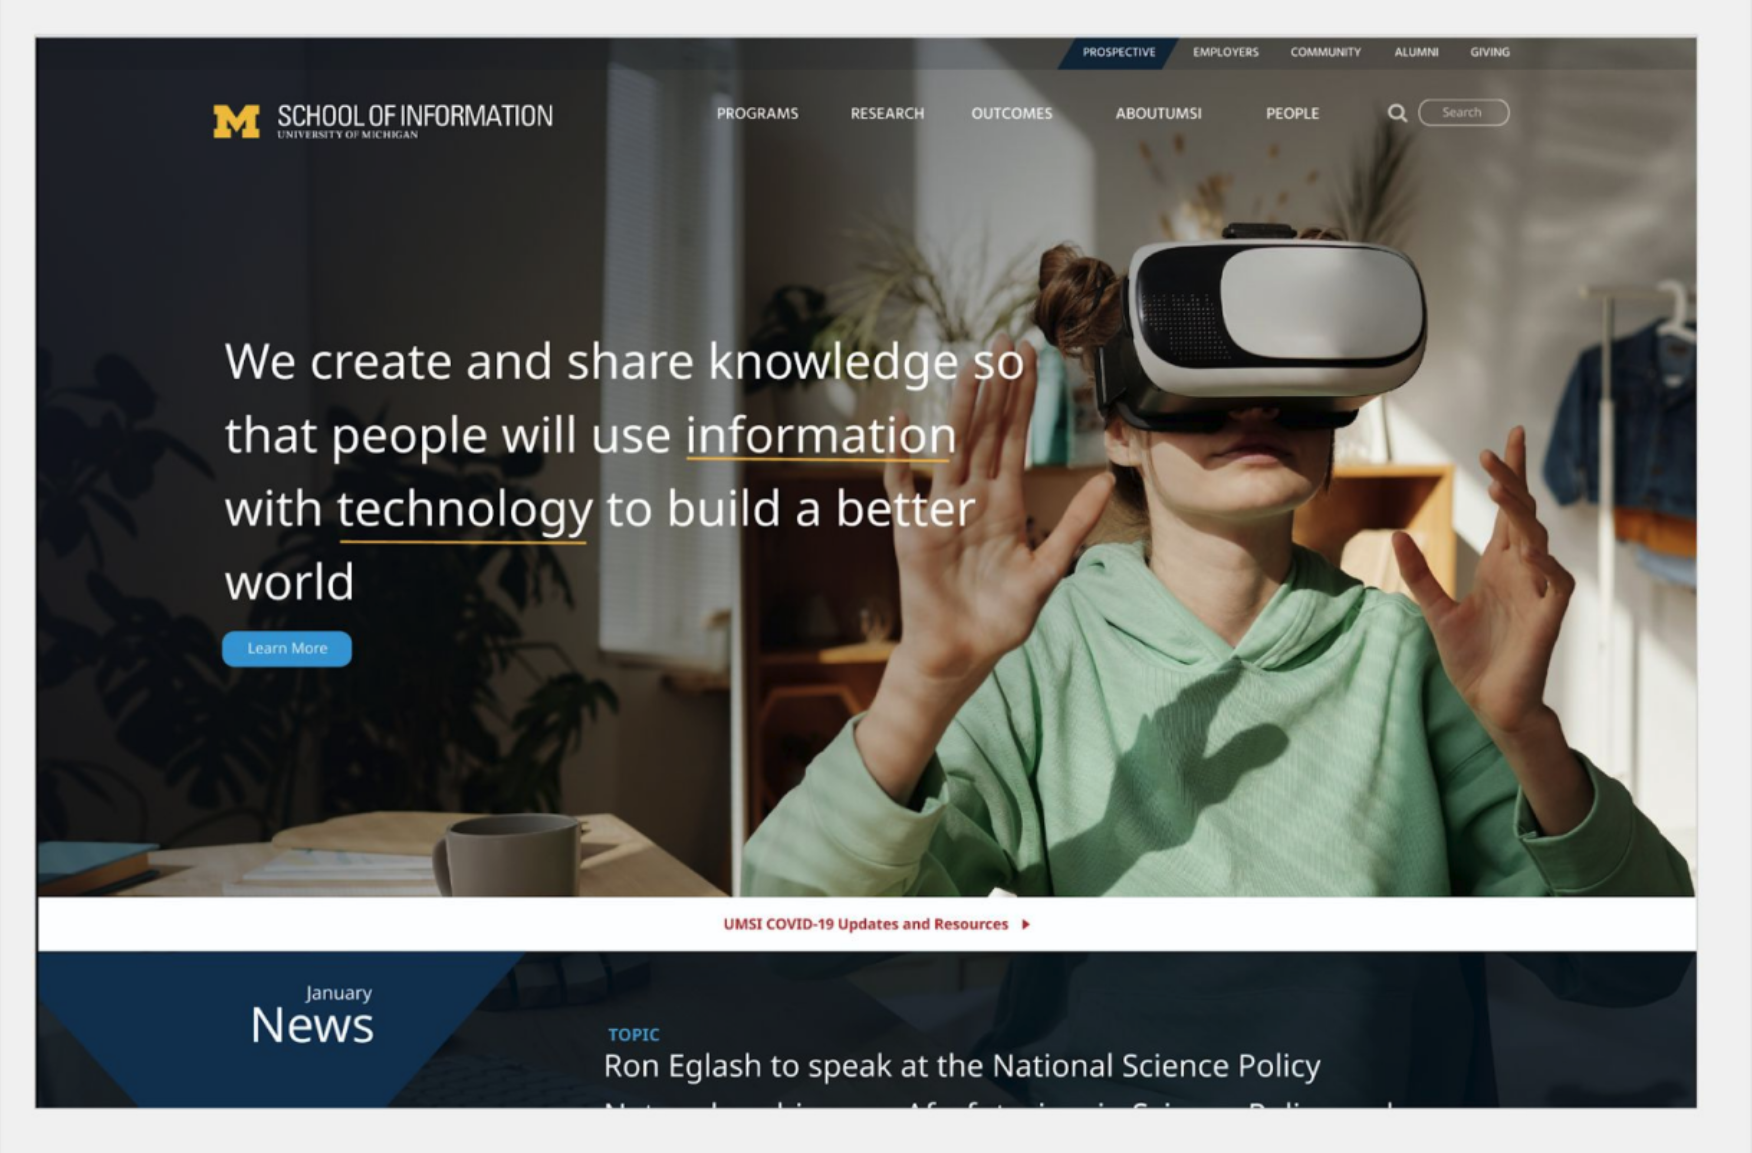 PROSPECTIVE EMPLOYERS COMMUNITY ALUMNI GIVING
M SCHOOL OF INFORMATION
UNIVERSITY OF MICHIGAN
PROGRAMS RESEARCH OUTCOMES ABOUTUMSI PEOPLE Search
We create and share knowledge so
that people will use information
with technology to build a better
world
Learn More
UMSI COVID-19 Updates and Resources
January
News
TOPIC
Ron Eglash to speak at the National Science Policy